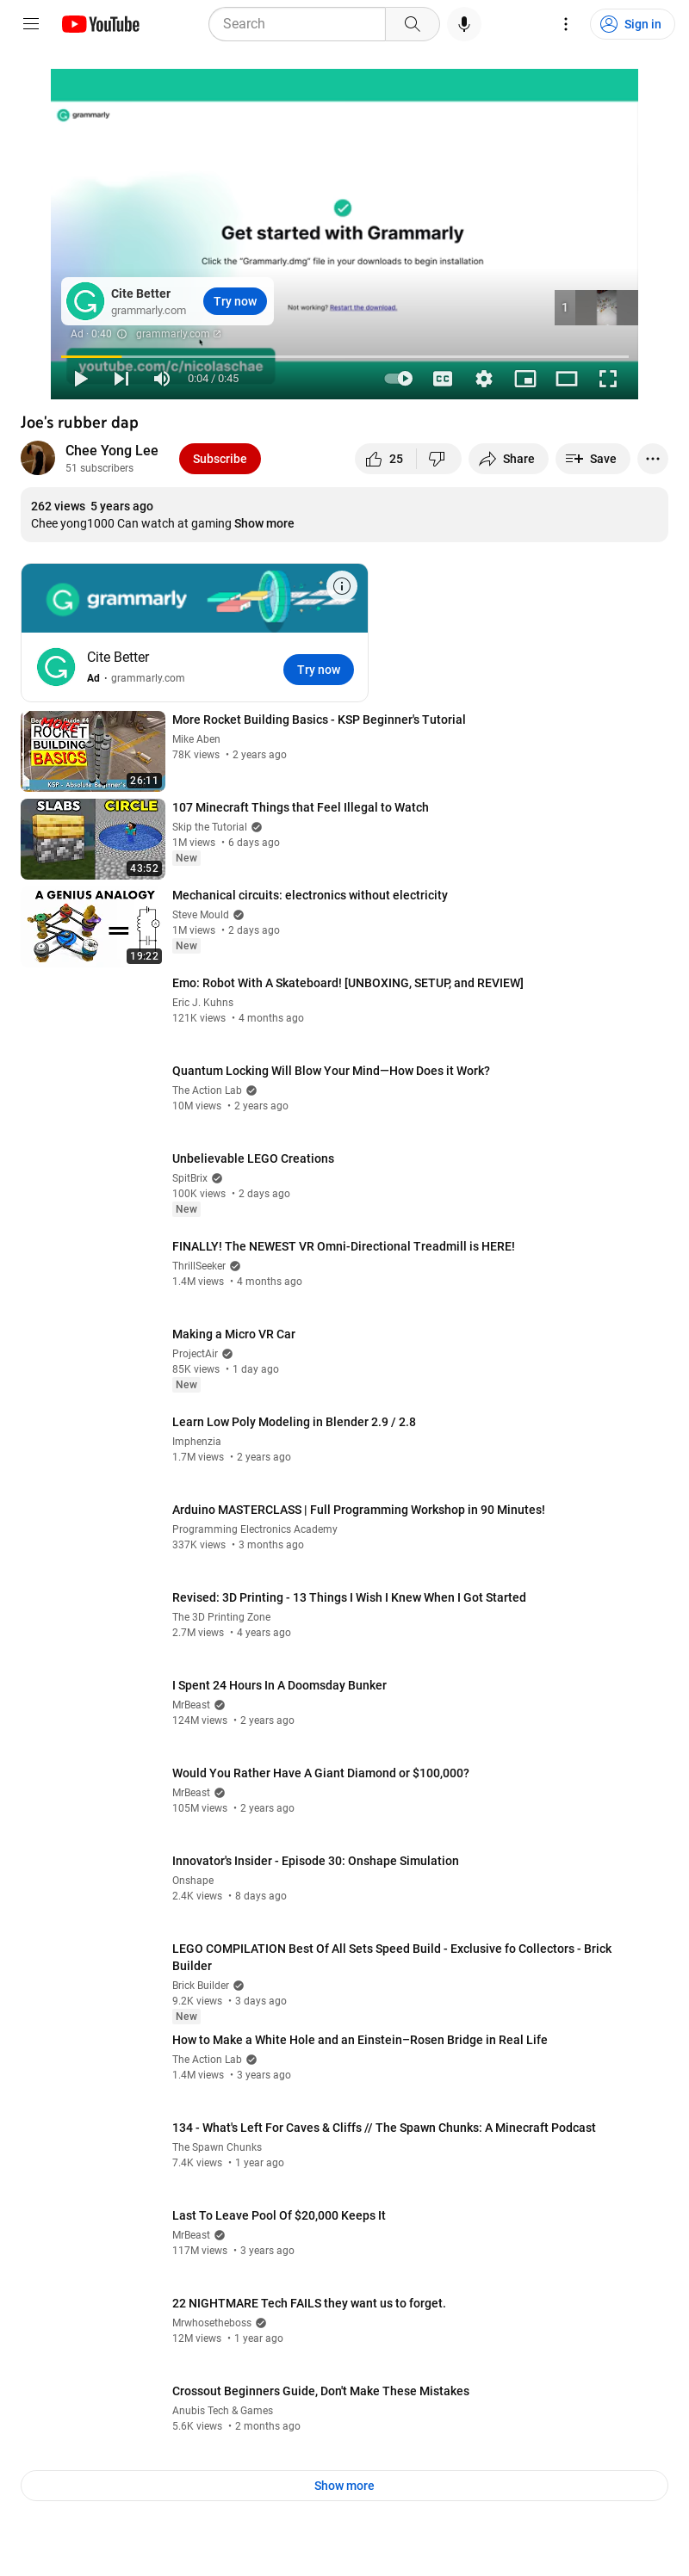 YouTube
Search
Sign in
grammarly
Get started with Grammarly
Click the "Grammarly.dmg" file in your downloads to begin installation
Cite Better
grammarly.com
Try now
Not working? Restart the download.
1
Ad · 0:40
grammarly.com
youtube.com/c/nicolaschae
0:04 / 0:45
CC
Joe's rubber dap
Chee Yong Lee
51 subscribers
Subscribe
25
Share
Save
262 views 5 years ago
Chee yong1000 Can watch at gaming Show more
grammarly
Cite Better
Ad · grammarly.com
Try now
MORE
ROCKET
BUILDING
BASICS
26:11
More Rocket Building Basics - KSP Beginner's Tutorial
Mike Aben
78K views • 2 years ago
SLABS
CIRCLE
43:52
107 Minecraft Things that Feel Illegal to Watch
Skip the Tutorial
1M views • 6 days ago
New
A GENIUS ANALOGY
=
19:22
Mechanical circuits: electronics without electricity
Steve Mould
1M views • 2 days ago
New
Emo: Robot With A Skateboard! [UNBOXING, SETUP, and REVIEW]
Eric J. Kuhns
121K views • 4 months ago
Quantum Locking Will Blow Your Mind—How Does it Work?
The Action Lab
10M views • 2 years ago
Unbelievable LEGO Creations
SpitBrix
100K views • 2 days ago
New
FINALLY! The NEWEST VR Omni-Directional Treadmill is HERE!
ThrillSeeker
1.4M views • 4 months ago
Making a Micro VR Car
ProjectAir
85K views • 1 day ago
New
Learn Low Poly Modeling in Blender 2.9 / 2.8
Imphenzia
1.7M views • 2 years ago
Arduino MASTERCLASS | Full Programming Workshop in 90 Minutes!
Programming Electronics Academy
337K views • 3 months ago
Revised: 3D Printing - 13 Things I Wish I Knew When I Got Started
The 3D Printing Zone
2.7M views • 4 years ago
I Spent 24 Hours In A Doomsday Bunker
MrBeast
124M views • 2 years ago
Would You Rather Have A Giant Diamond or $100,000?
MrBeast
105M views • 2 years ago
Innovator's Insider - Episode 30: Onshape Simulation
Onshape
2.4K views • 8 days ago
LEGO COMPILATION Best Of All Sets Speed Build - Exclusive fo Collectors - Brick
Builder
Brick Builder
9.2K views • 3 days ago
New
How to Make a White Hole and an Einstein–Rosen Bridge in Real Life
The Action Lab
1.4M views • 3 years ago
134 - What's Left For Caves & Cliffs // The Spawn Chunks: A Minecraft Podcast
The Spawn Chunks
7.4K views • 1 year ago
Last To Leave Pool Of $20,000 Keeps It
MrBeast
117M views • 3 years ago
22 NIGHTMARE Tech FAILS they want us to forget.
Mrwhosetheboss
12M views • 1 year ago
Crossout Beginners Guide, Don't Make These Mistakes
Anubis Tech & Games
5.6K views • 2 months ago
Show more